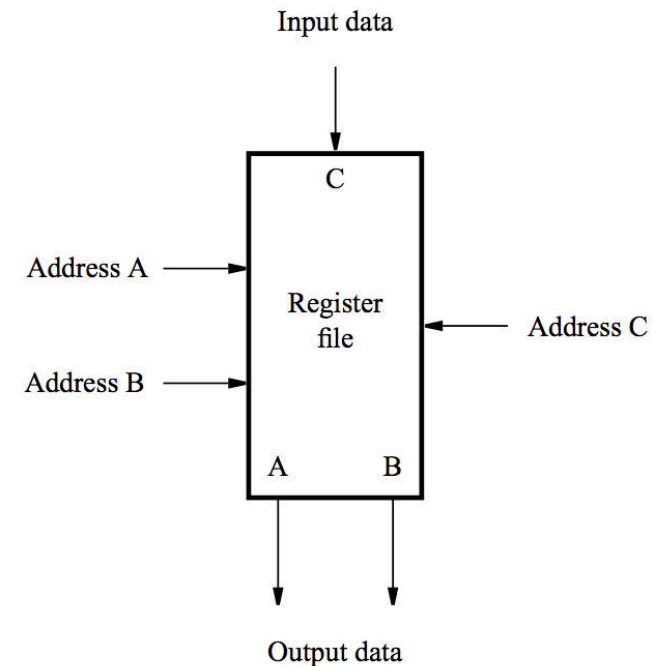 Input data
C
Address A
Register
file
Address C
Address B
A
B
Output data